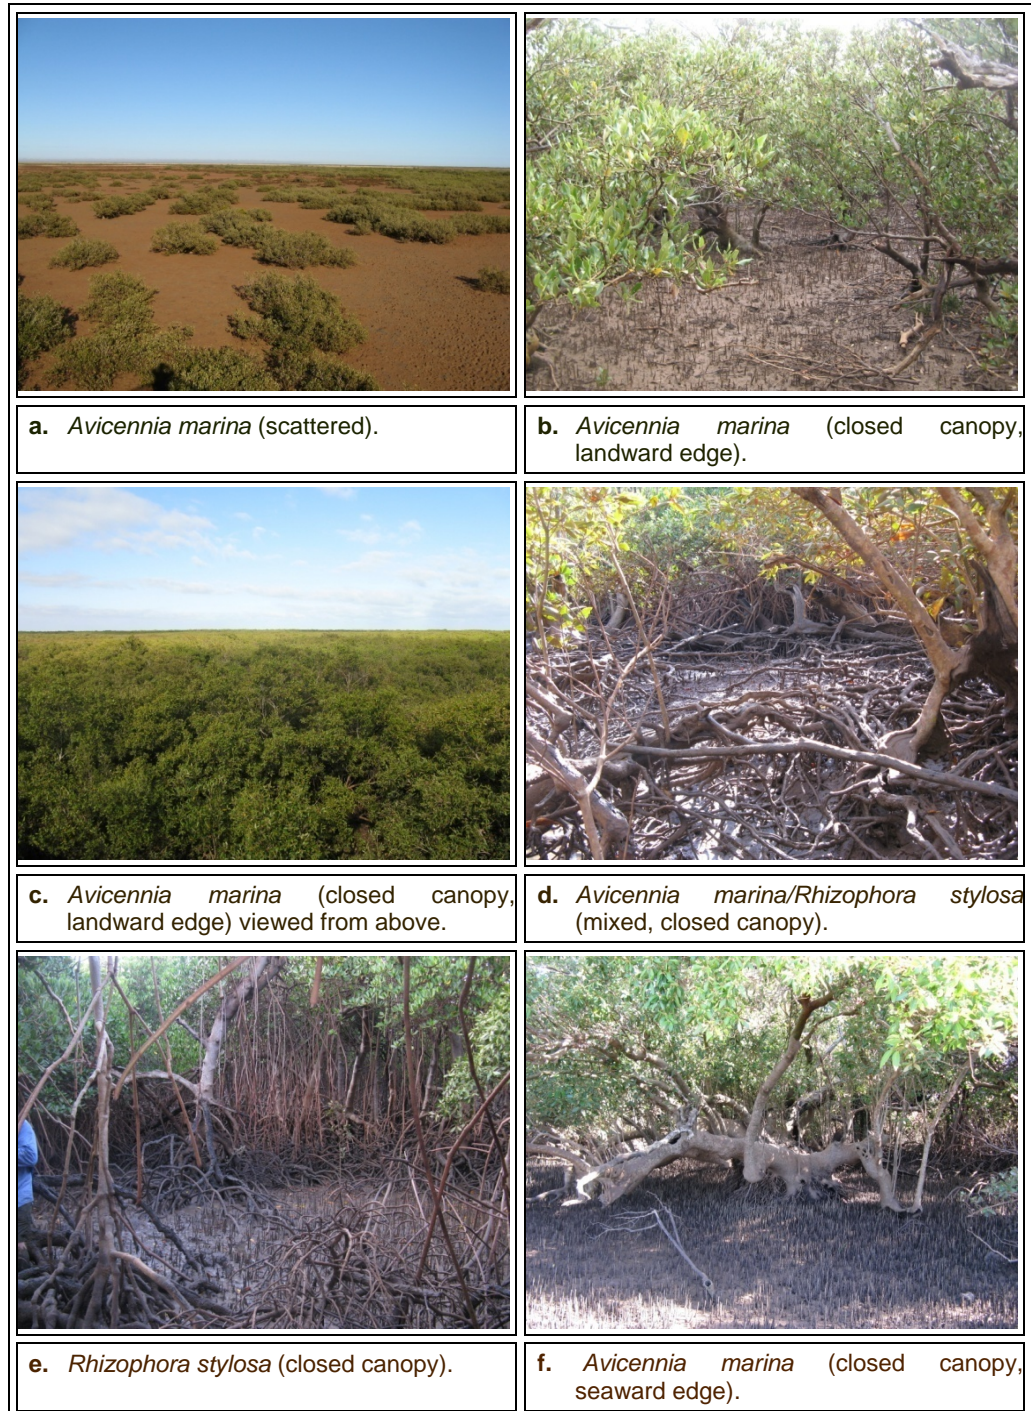 a. Avicennia marina (scattered).
b. Avicennia marina (closed canopy,
landward edge).
c. Avicennia marina (closed canopy,
landward edge) viewed from above.
d. Avicennia marina/Rhizophora stylosa
(mixed, closed canopy).
e. Rhizophora stylosa (closed canopy).
f. Avicennia marina (closed canopy,
seaward edge).